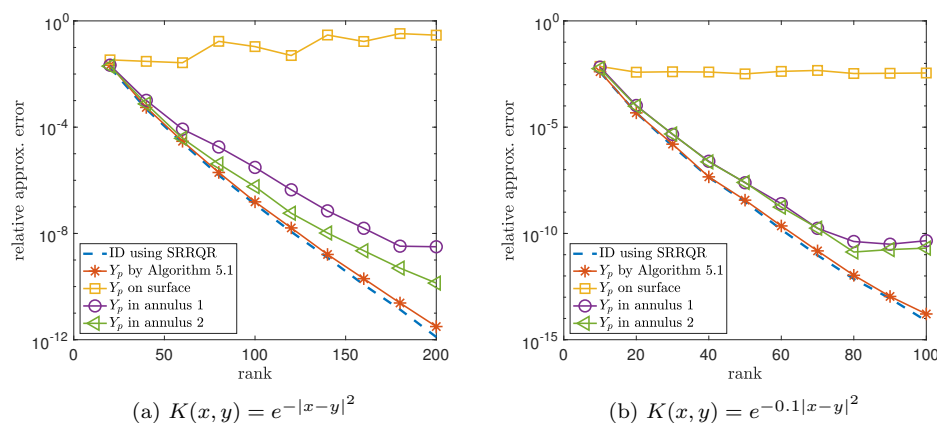 10^0
10^-4
10^-8
10^-12
relative approx. error
ID using SRRQR
Y_p by Algorithm 5.1
Y_p on surface
Y_p in annulus 1
Y_p in annulus 2
0 50 100 150 200
rank
(a) K(x, y) = e^{-|x-y|^2}
10^0
10^-5
10^-10
10^-15
relative approx. error
ID using SRRQR
Y_p by Algorithm 5.1
Y_p on surface
Y_p in annulus 1
Y_p in annulus 2
0 20 40 60 80 100
rank
(b) K(x, y) = e^{-0.1|x-y|^2}